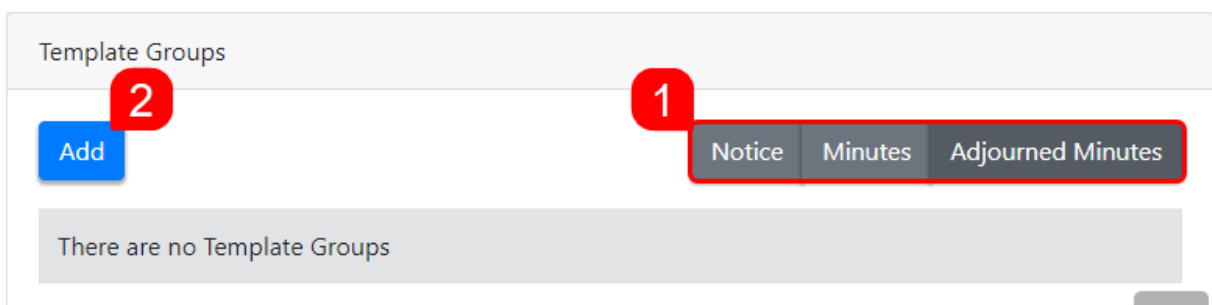 Template Groups
2
1
Add
Notice Minutes Adjourned Minutes
There are no Template Groups